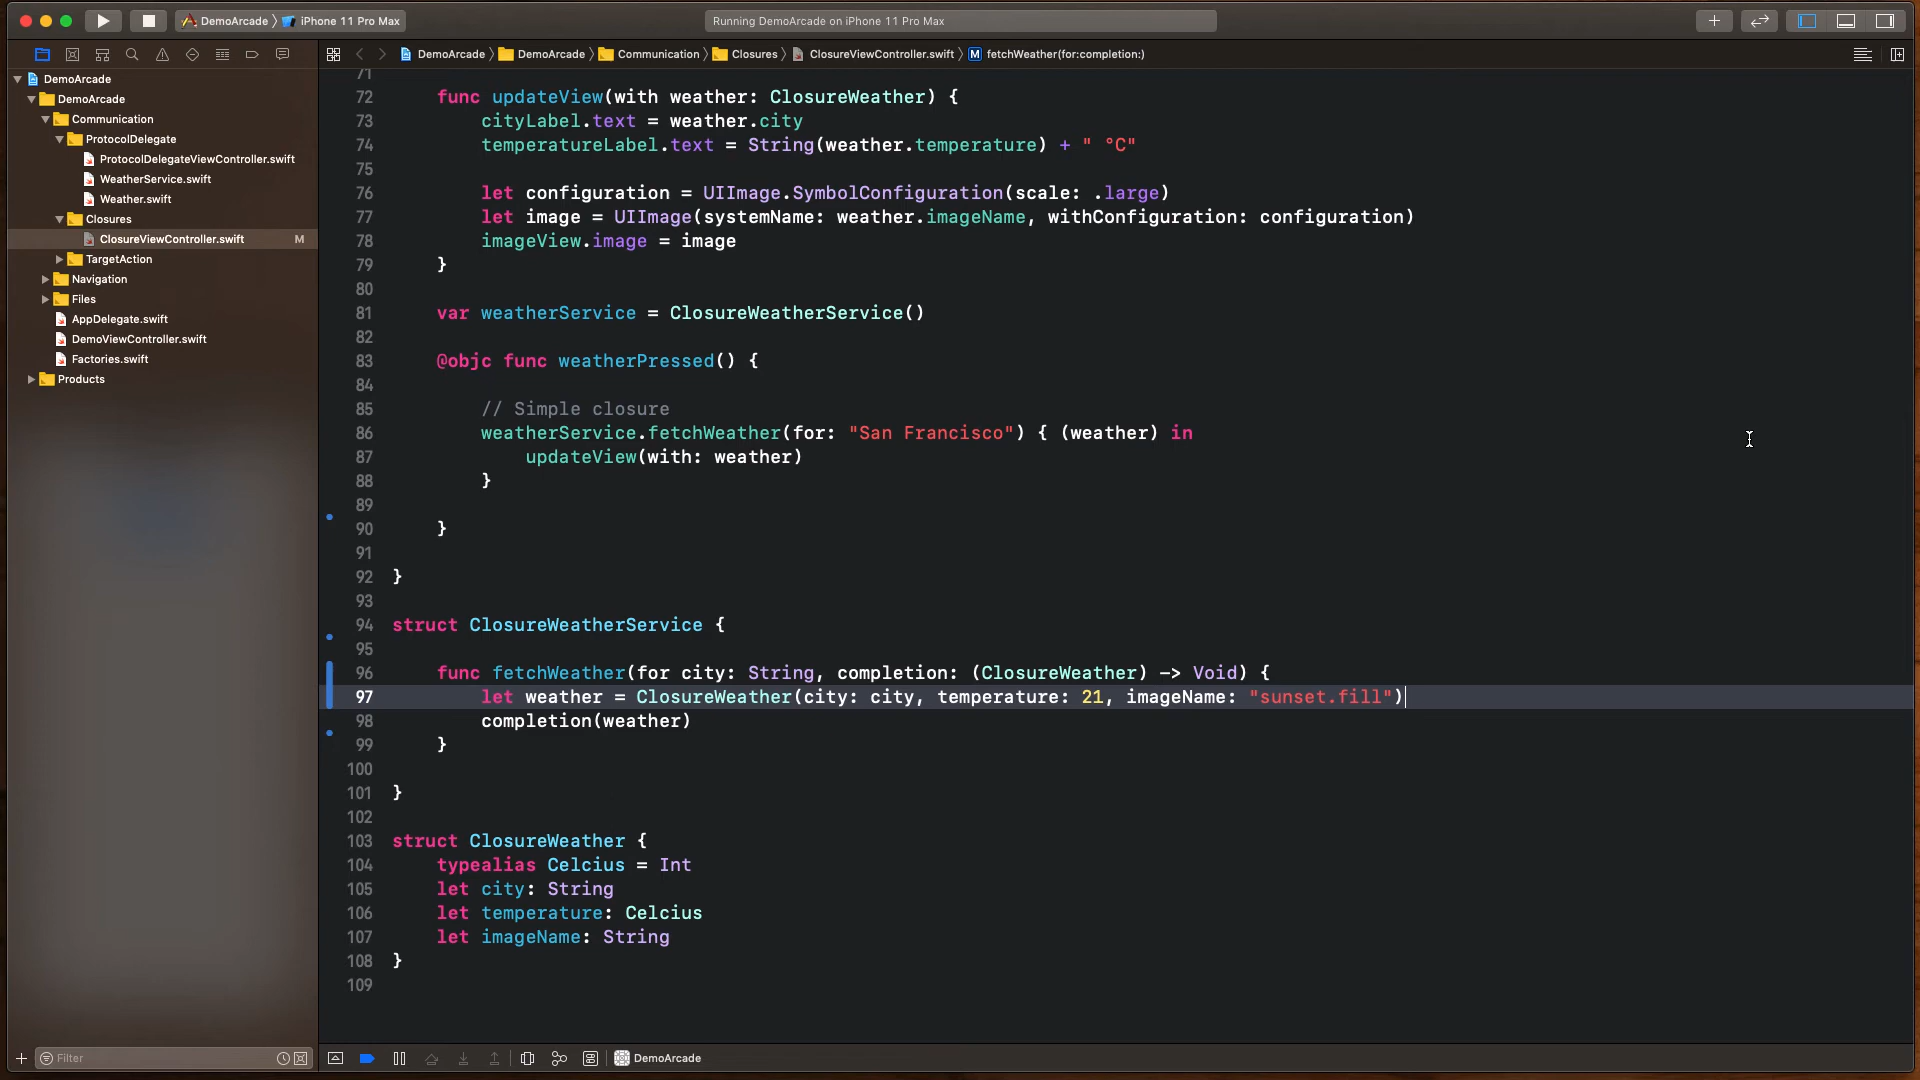 DemoArcade 〉 iPhone 11 Pro Max
Running DemoArcade on iPhone 11 Pro Max
DemoArcade
DemoArcade
Communication
ProtocolDelegate
ProtocolDelegateViewController.swift
WeatherService.swift
Weather.swift
Closures
ClosureViewController.swift M
TargetAction
Navigation
Files
AppDelegate.swift
DemoViewController.swift
Factories.swift
Products
Filter
DemoArcade 〉 DemoArcade 〉 Communication 〉 Closures 〉 ClosureViewController.swift 〉 M fetchWeather(for:completion:)
71
72 func updateView(with weather: ClosureWeather) {
73 cityLabel.text = weather.city
74 temperatureLabel.text = String(weather.temperature) + " °C"
75
76 let configuration = UIImage.SymbolConfiguration(scale: .large)
77 let image = UIImage(systemName: weather.imageName, withConfiguration: configuration)
78 imageView.image = image
79 }
80
81 var weatherService = ClosureWeatherService()
82
83 @objc func weatherPressed() {
84
85 // Simple closure
86 weatherService.fetchWeather(for: "San Francisco") { (weather) in
87 updateView(with: weather)
88 }
89
90 }
91
92 }
93
94 struct ClosureWeatherService {
95
96 func fetchWeather(for city: String, completion: (ClosureWeather) -> Void) {
97 let weather = ClosureWeather(city: city, temperature: 21, imageName: "sunset.fill")
98 completion(weather)
99 }
100
101 }
102
103 struct ClosureWeather {
104 typealias Celcius = Int
105 let city: String
106 let temperature: Celcius
107 let imageName: String
108 }
109
DemoArcade